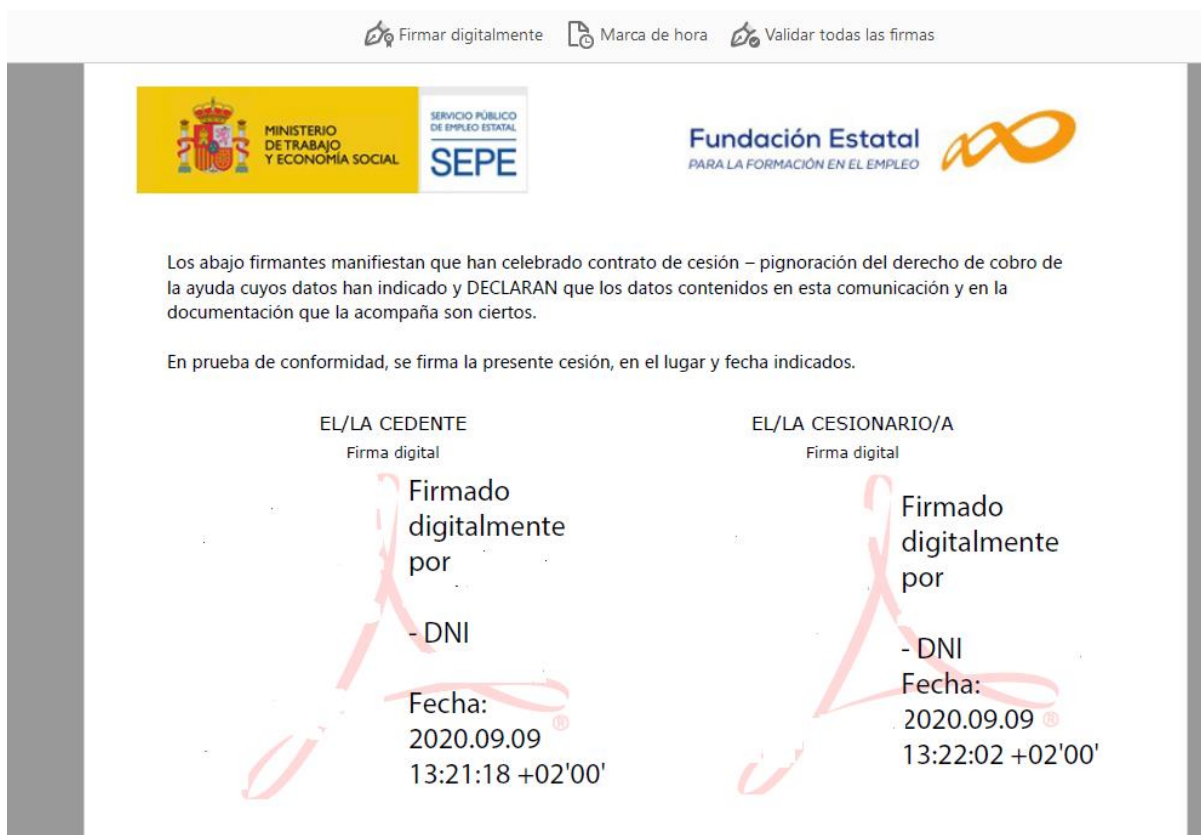 Firmar digitalmente Marca de hora Validar todas las firmas
MINISTERIO
DE TRABAJO
Y ECONOMÍA SOCIAL
SERVICIO PÚBLICO
DE EMPLEO ESTATAL
SEPE
Fundación Estatal
PARA LA FORMACIÓN EN EL EMPLEO
Los abajo firmantes manifiestan que han celebrado contrato de cesión – pignoración del derecho de cobro de
la ayuda cuyos datos han indicado y DECLARAN que los datos contenidos en esta comunicación y en la
documentación que la acompaña son ciertos.
En prueba de conformidad, se firma la presente cesión, en el lugar y fecha indicados.
EL/LA CEDENTE
Firma digital
Firmado
digitalmente
por
- DNI
Fecha:
2020.09.09
13:21:18 +02'00'
EL/LA CESIONARIO/A
Firma digital
Firmado
digitalmente
por
- DNI
Fecha:
2020.09.09
13:22:02 +02'00'